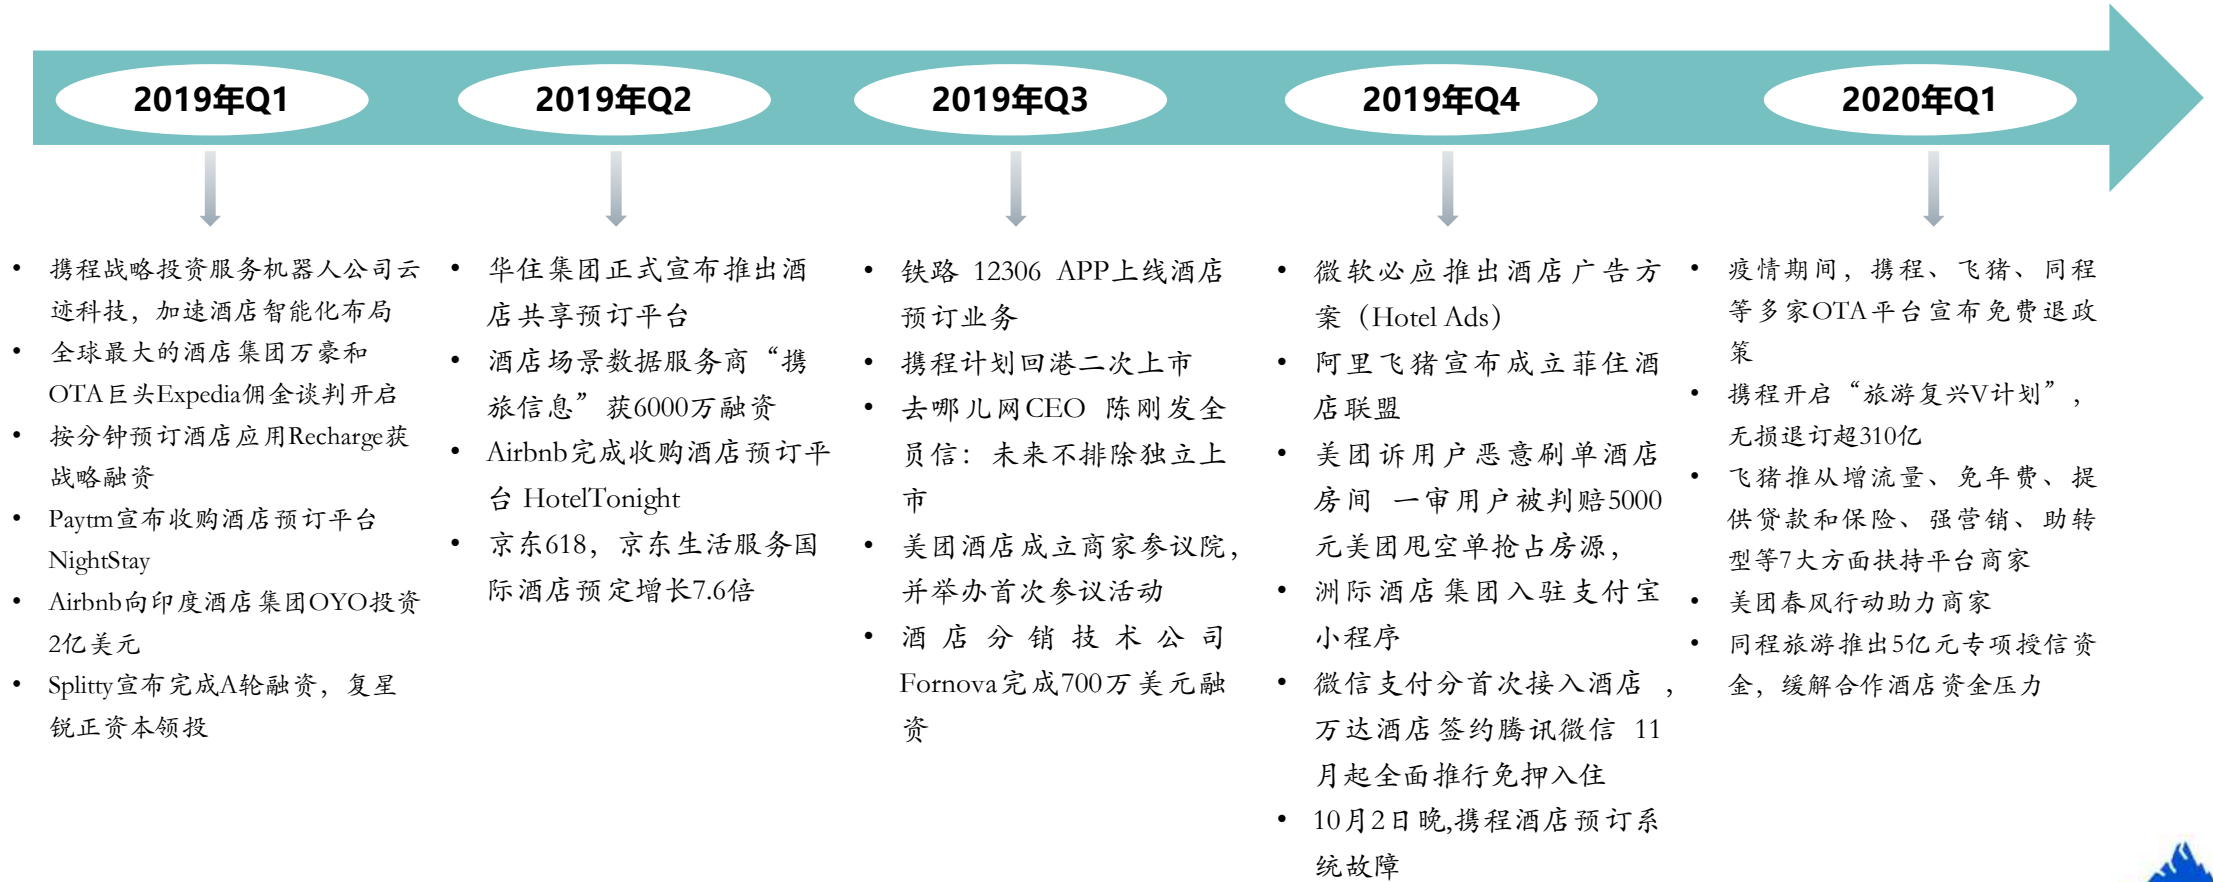 2019年Q1
2019年Q2
2019年Q3
2019年Q4
2020年Q1
• 携程战略投资服务机器人公司云
迹科技，加速酒店智能化布局
• 全球最大的酒店集团万豪和
OTA巨头Expedia佣金谈判开启
• 按分钟预订酒店应用Recharge获
战略融资
• Paytm宣布收购酒店预订平台
NightStay
• Airbnb向印度酒店集团OYO投资
2亿美元
• Splitty宣布完成A轮融资，复星
锐正资本领投
• 华住集团正式宣布推出酒
店共享预订平台
• 酒店场景数据服务商“携
旅信息”获6000万融资
• Airbnb完成收购酒店预订平
台 HotelTonight
• 京东618，京东生活服务国
际酒店预定增长7.6倍
• 铁路 12306 APP上线酒店
预订业务
• 携程计划回港二次上市
• 去哪儿网CEO 陈刚发全
员信：未来不排除独立上
市
• 美团酒店成立商家参议院，
并举办首次参议活动
• 酒店分销技术公司
Fornova完成700万美元融
资
• 微软必应推出酒店广告方
案（Hotel Ads）
• 阿里飞猪宣布成立菲住酒
店联盟
• 美团诉用户恶意刷单酒店
房间 一审用户被判赔5000
元美团甩空单抢占房源，
• 洲际酒店集团入驻支付宝
小程序
• 微信支付分首次接入酒店 ，
万达酒店签约腾讯微信 11
月起全面推行免押入住
• 10月2日晚,携程酒店预订系
统故障
• 疫情期间，携程、飞猪、同程
等多家OTA平台宣布免费退政
策
• 携程开启“旅游复兴V计划”，
无损退订超310亿
• 飞猪推从增流量、免年费、提
供贷款和保险、强营销、助转
型等7大方面扶持平台商家
• 美团春风行动助力商家
• 同程旅游推出5亿元专项授信资
金，缓解合作酒店资金压力